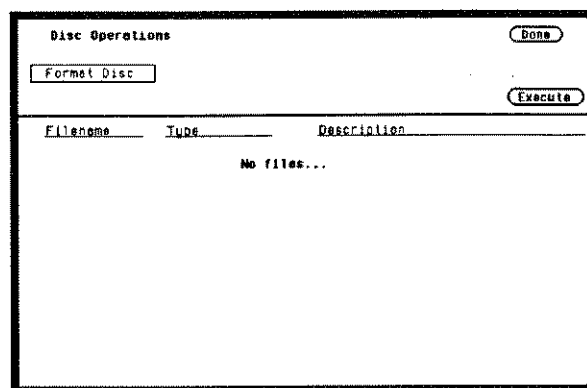 Disc Operations Done
Format Disc
Execute
Filename Type Description
No files...